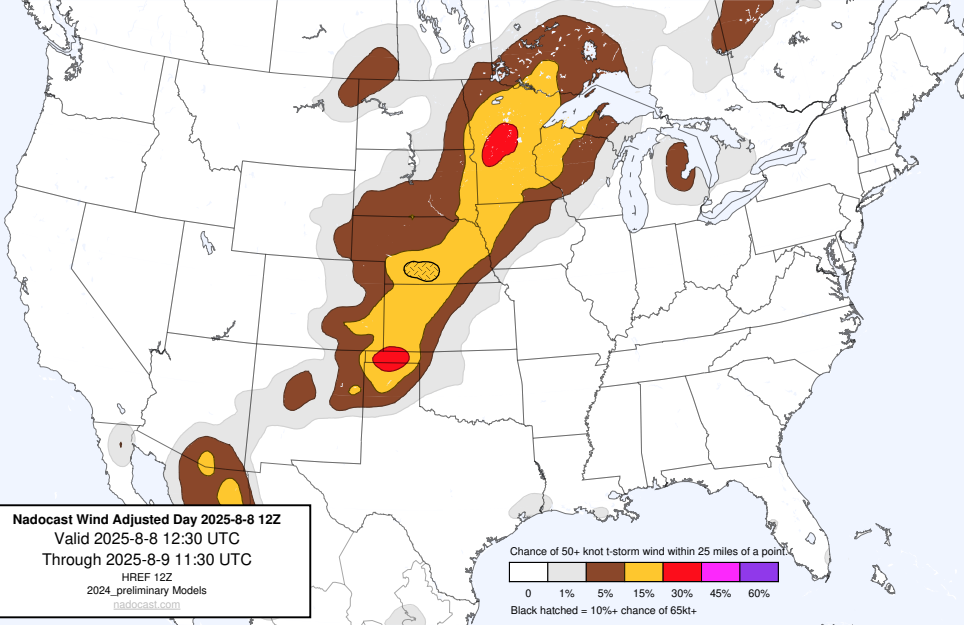 Nadocast Wind Adjusted Day 2025-8-8 12Z
Valid 2025-8-8 12:30 UTC
Through 2025-8-9 11:30 UTC
HREF 12Z
2024_preliminary Models
nadocast.com
Chance of 50+ knot t-storm wind within 25 miles of a point.
0 1% 5% 15% 30% 45% 60%
Black hatched = 10%+ chance of 65kt+